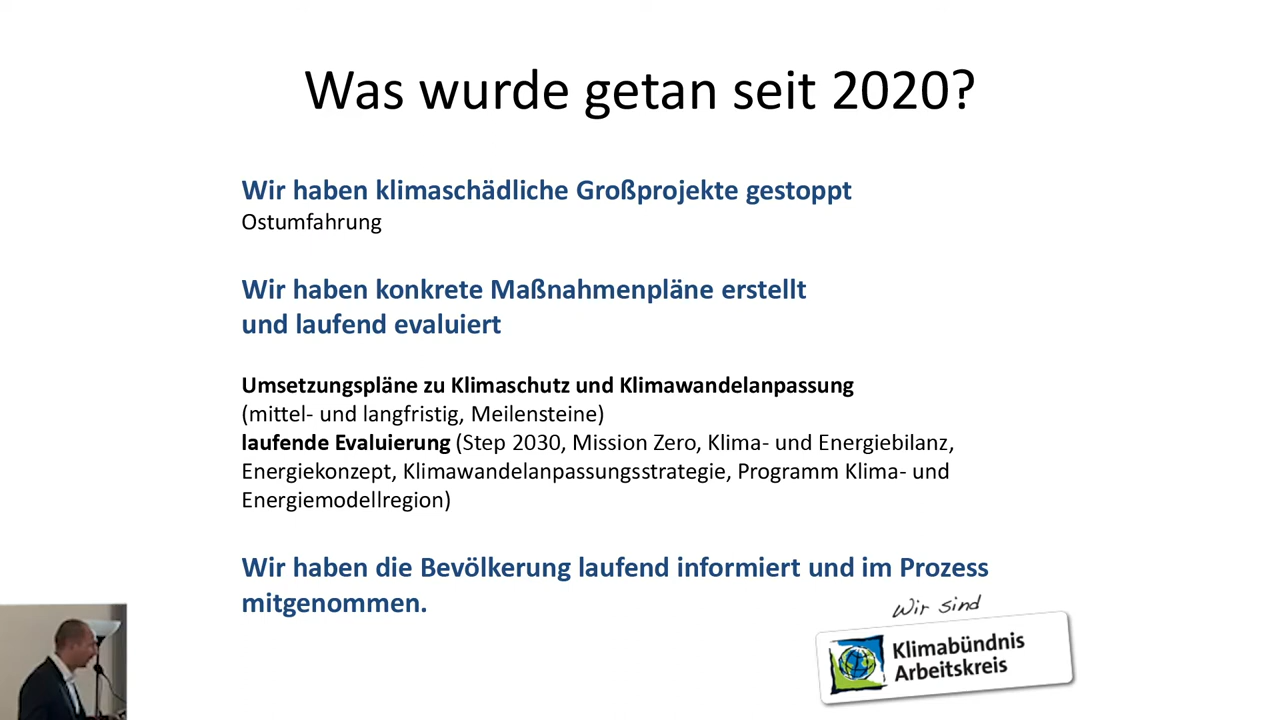 Was wurde getan seit 2020?
Wir haben klimaschädliche Großprojekte gestoppt
Ostumfahrung
Wir haben konkrete Maßnahmenpläne erstellt
und laufend evaluiert
Umsetzungspläne zu Klimaschutz und Klimawandelanpassung
(mittel- und langfristig, Meilensteine)
laufende Evaluierung (Step 2030, Mission Zero, Klima- und Energiebilanz,
Energiekonzept, Klimawandelanpassungsstrategie, Programm Klima- und
Energiemodellregion)
Wir haben die Bevölkerung laufend informiert und im Prozess
mitgenommen.
Wir sind
Klimabündnis
Arbeitskreis